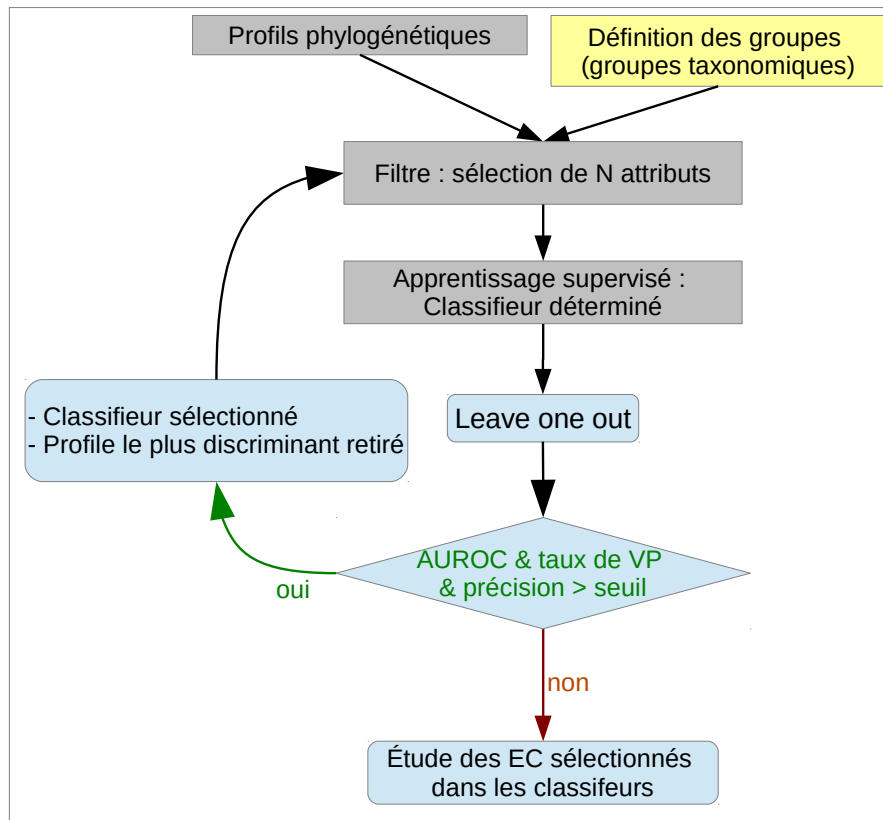 Profils phylogénétiques
Définition des groupes
(groupes taxonomiques)
Filtre : sélection de N attributs
Apprentissage supervisé :
Classifieur déterminé
- Classifieur sélectionné
- Profile le plus discriminant retiré
Leave one out
AUROC & taux de VP
& précision > seuil
oui
non
Étude des EC sélectionnés
dans les classifeurs